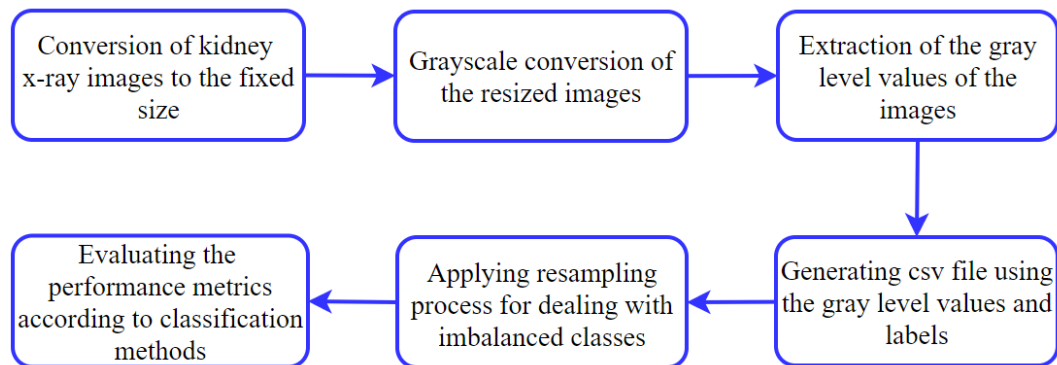 Conversion of kidney
x-ray images to the fixed
size
Grayscale conversion of
the resized images
Extraction of the gray
level values of the
images
Generating csv file using
the gray level values and
labels
Applying resampling
process for dealing with
imbalanced classes
Evaluating the
performance metrics
according to classification
methods